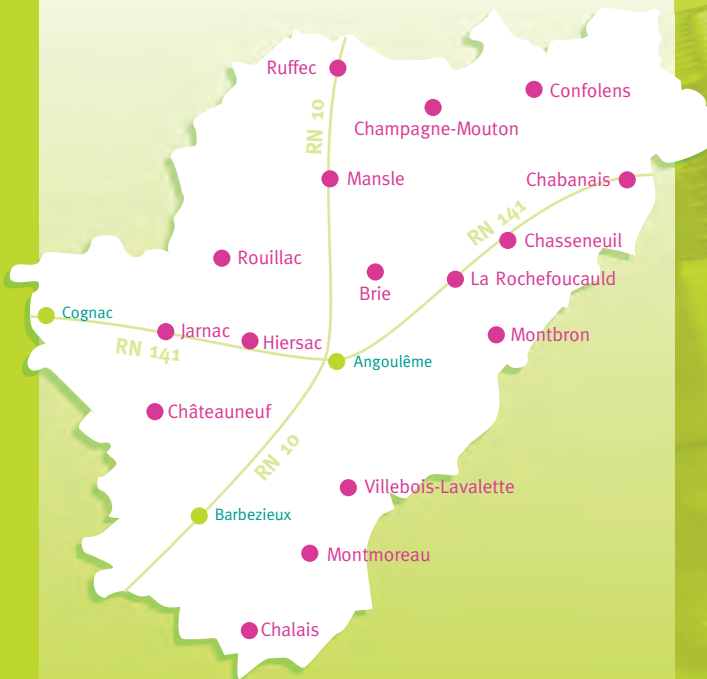 Ruffec
Confolens
Champagne-Mouton
RN 10
Mansle
Chabanais
RN 141
Chasseneuil
Rouillac
La Rochefoucauld
Brie
Cognac
Jarnac
Hiersac
Montbron
RN 141
Angoulême
Châteauneuf
RN 10
Villebois-Lavalette
Barbezieux
Montmoreau
Chalais